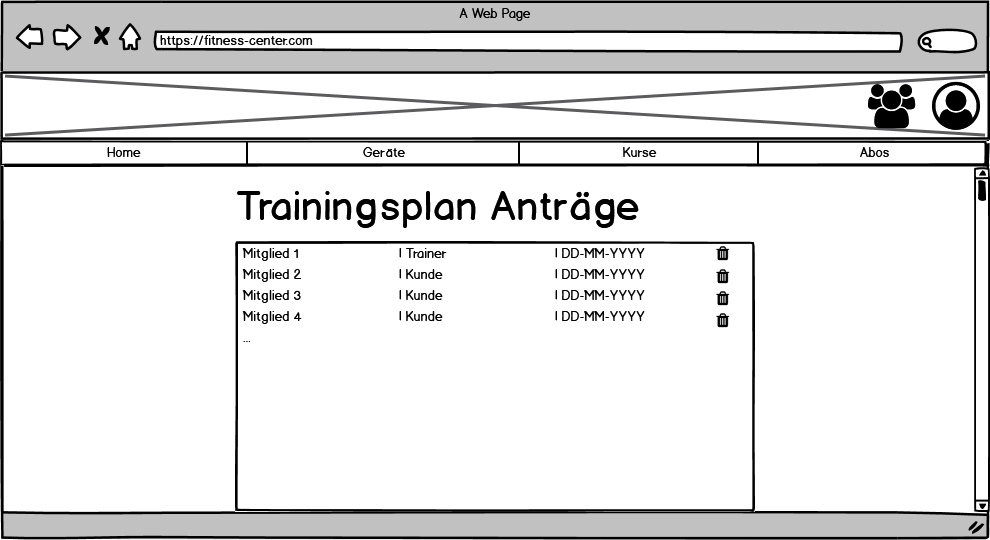 A Web Page
https://fitness-center.com
Home Geräte Kurse Abos
Trainingsplan Anträge
Mitglied 1 | Trainer | DD-MM-YYYY
Mitglied 2 | Kunde | DD-MM-YYYY
Mitglied 3 | Kunde | DD-MM-YYYY
Mitglied 4 | Kunde | DD-MM-YYYY
...